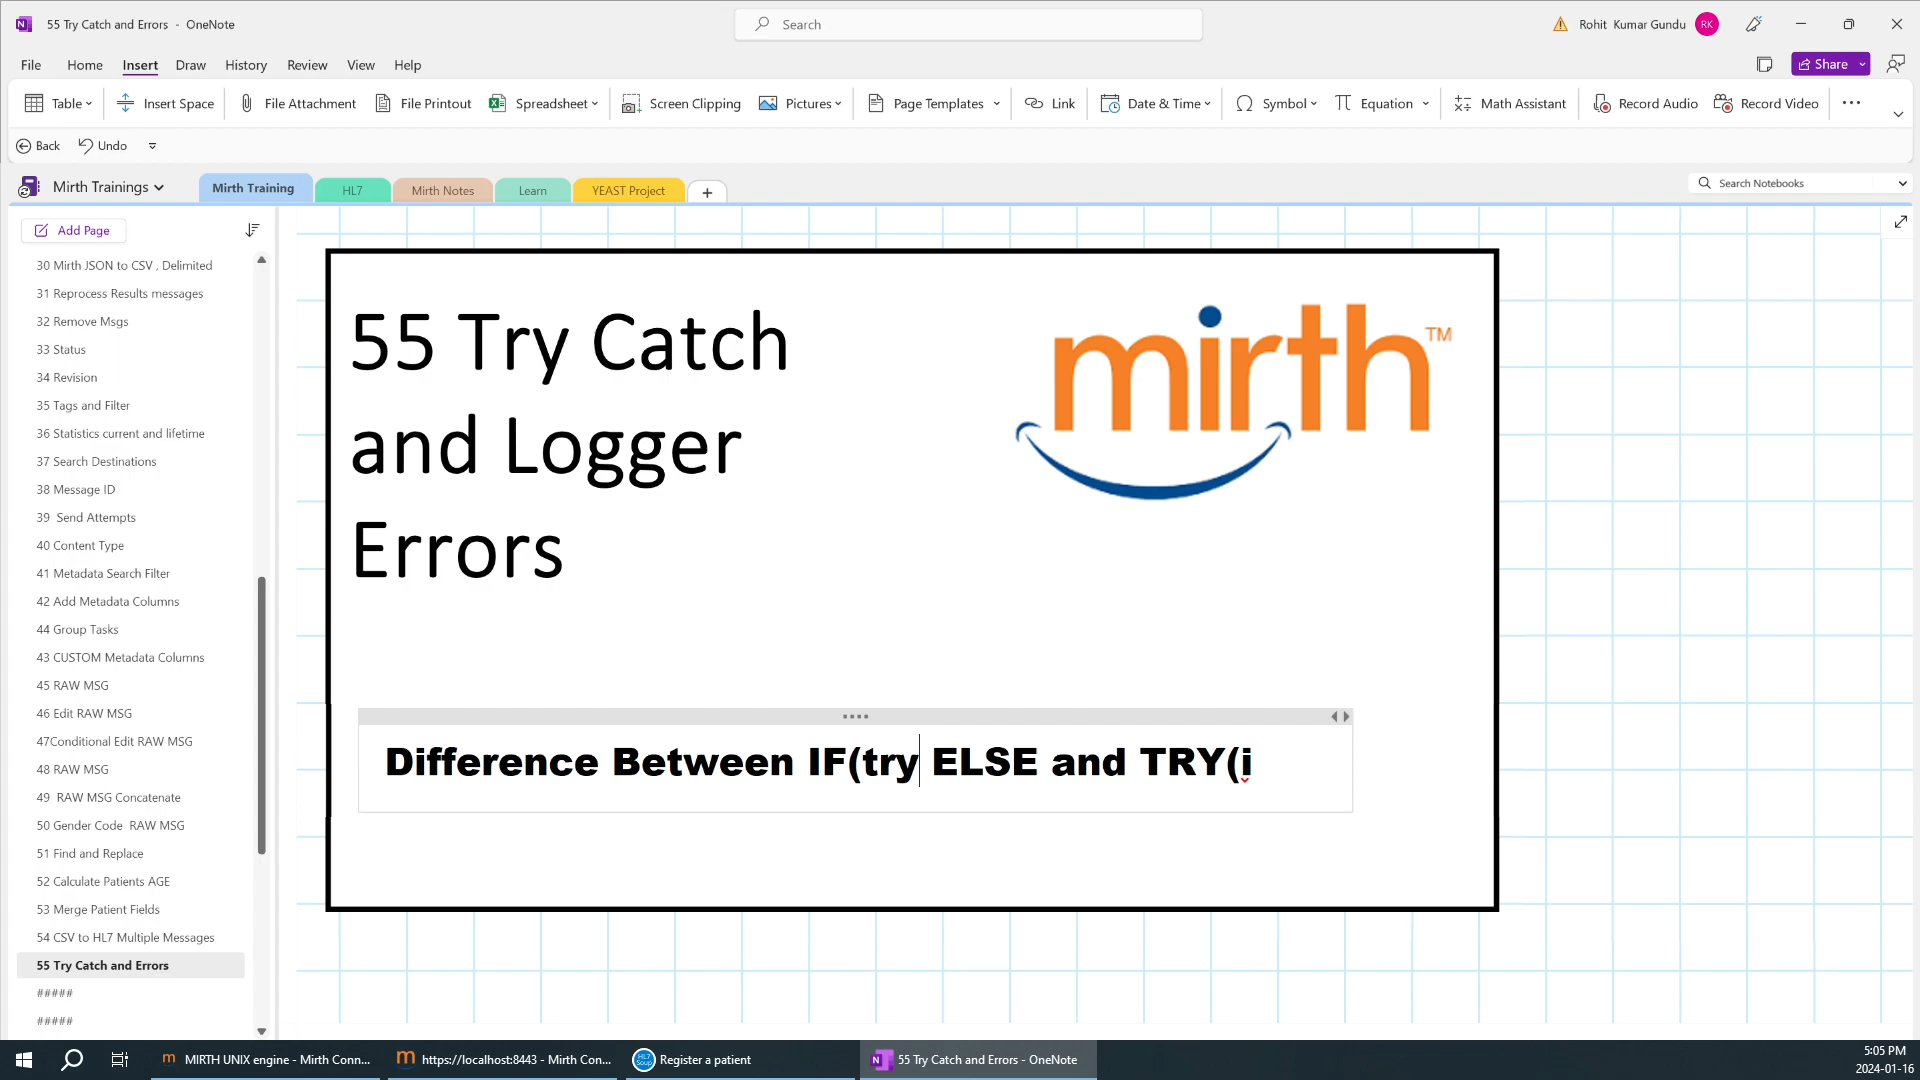 55 Try Catch and Errors - OneNote
Search
Rohit Kumar Gundu
RK
File Home Insert Draw History Review View Help
Share
Table Insert Space File Attachment File Printout Spreadsheet Screen Clipping Pictures Page Templates Link Date & Time Symbol Equation Math Assistant Record Audio Record Video
Back Undo
Mirth Trainings
Mirth Training HL7 Mirth Notes Learn YEAST Project +
Search Notebooks
Add Page
30 Mirth JSON to CSV , Delimited
31 Reprocess Results messages
32 Remove Msgs
33 Status
34 Revision
35 Tags and Filter
36 Statistics current and lifetime
37 Search Destinations
38 Message ID
39 Send Attempts
40 Content Type
41 Metadata Search Filter
42 Add Metadata Columns
44 Group Tasks
43 CUSTOM Metadata Columns
45 RAW MSG
46 Edit RAW MSG
47Conditional Edit RAW MSG
48 RAW MSG
49 RAW MSG Concatenate
50 Gender Code RAW MSG
51 Find and Replace
52 Calculate Patients AGE
53 Merge Patient Fields
54 CSV to HL7 Multiple Messages
55 Try Catch and Errors
#####
#####
55 Try Catch
and Logger
Errors
mirth™
Difference Between IF(try ELSE and TRY(i
MIRTH UNIX engine - Mirth Conn...
https://localhost:8443 - Mirth Con...
HL7 Soup
Register a patient
55 Try Catch and Errors - OneNote
5:05 PM
2024-01-16